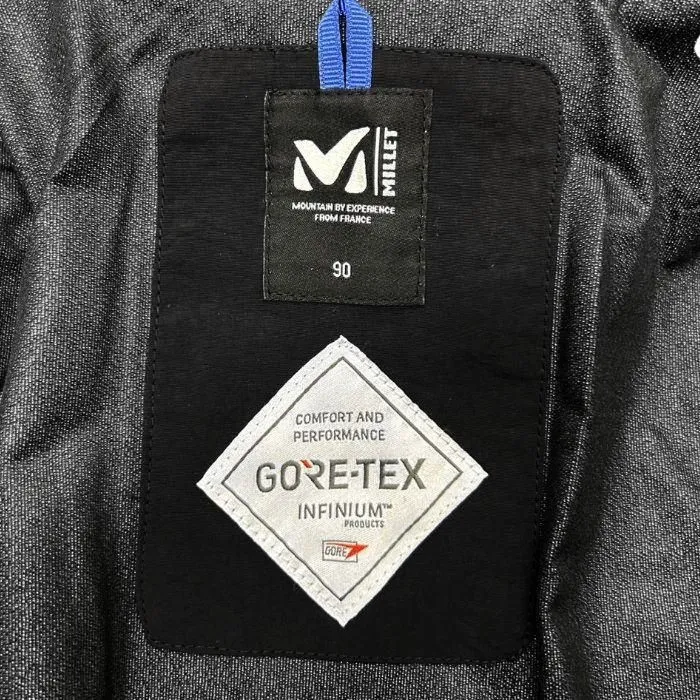 MILLET
MOUNTAIN BY EXPERIENCE
FROM FRANCE
90
COMFORT AND
PERFORMANCE
GORE-TEX
INFINIUM™
PRODUCTS
GORE